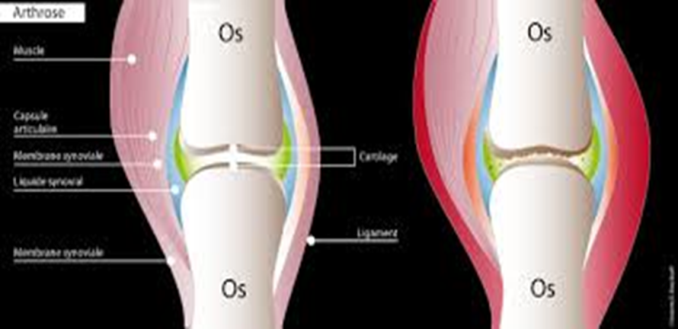 Arthrose
Os
Os
Muscle
Capsule
articulaire
Membrane synoviale
Cartilage
Liquide synovial
Ligament
Membrane synoviale
Os
Os